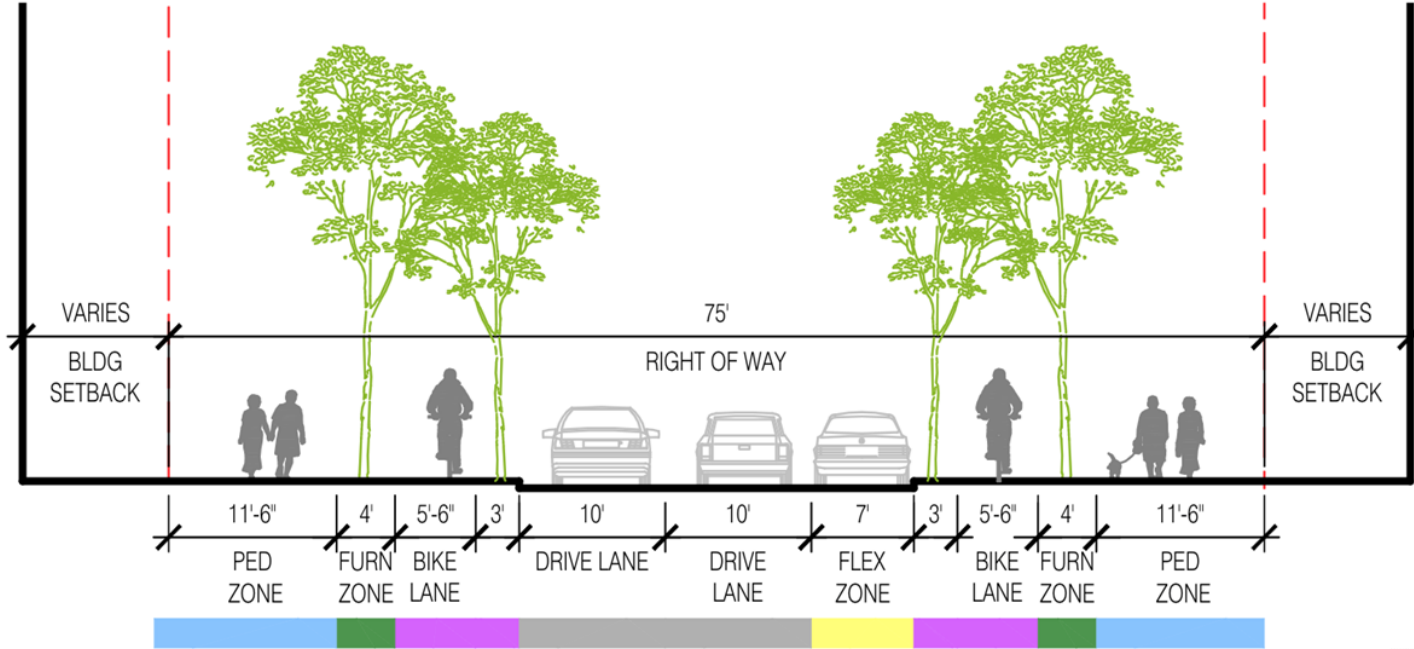 VARIES 75' VARIES
BLDG RIGHT OF WAY BLDG
SETBACK SETBACK
11'-6" 4' 5'-6" 3' 10' 10' 7' 3' 5'-6" 4' 11'-6"
PED FURN BIKE DRIVE LANE DRIVE FLEX BIKE FURN PED
ZONE ZONE LANE LANE ZONE LANE ZONE ZONE